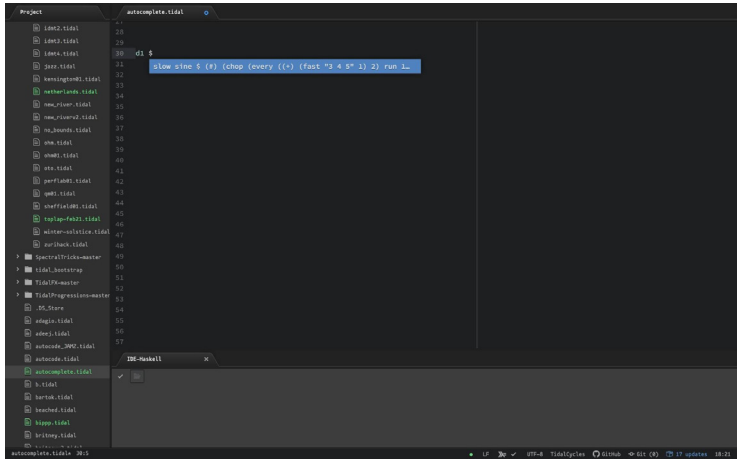 Project
idmt2.tidal
idmt3.tidal
idmt4.tidal
jazz.tidal
kensington01.tidal
netherlands.tidal
new_river.tidal
new_riverv2.tidal
no_bounds.tidal
ohm.tidal
ohm01.tidal
oto.tidal
perflab01.tidal
qm01.tidal
sheffield01.tidal
toplap-feb21.tidal
winter-solstice.tidal
zurihack.tidal
SpectralTricks-master
tidal_bootstrap
TidalFX-master
TidalProgressions-master
.DS_Store
adagio.tidal
adeej.tidal
autocode_JAMZ.tidal
autocode.tidal
autocomplete.tidal
b.tidal
bartok.tidal
beached.tidal
bippp.tidal
britney.tidal
autocomplete.tidal
27
28
29
30 d1 $
slow sine $ (#) (chop (every ((+) (fast "3 4 5" 1) 2) run 1…
31
32
33
34
35
36
37
38
39
40
41
42
43
44
45
46
47
48
49
50
51
52
53
54
55
56
57
IDE-Haskell
autocomplete.tidal* 30:5
LF
UTF-8 TidalCycles GitHub Git (0) 17 updates 18:21